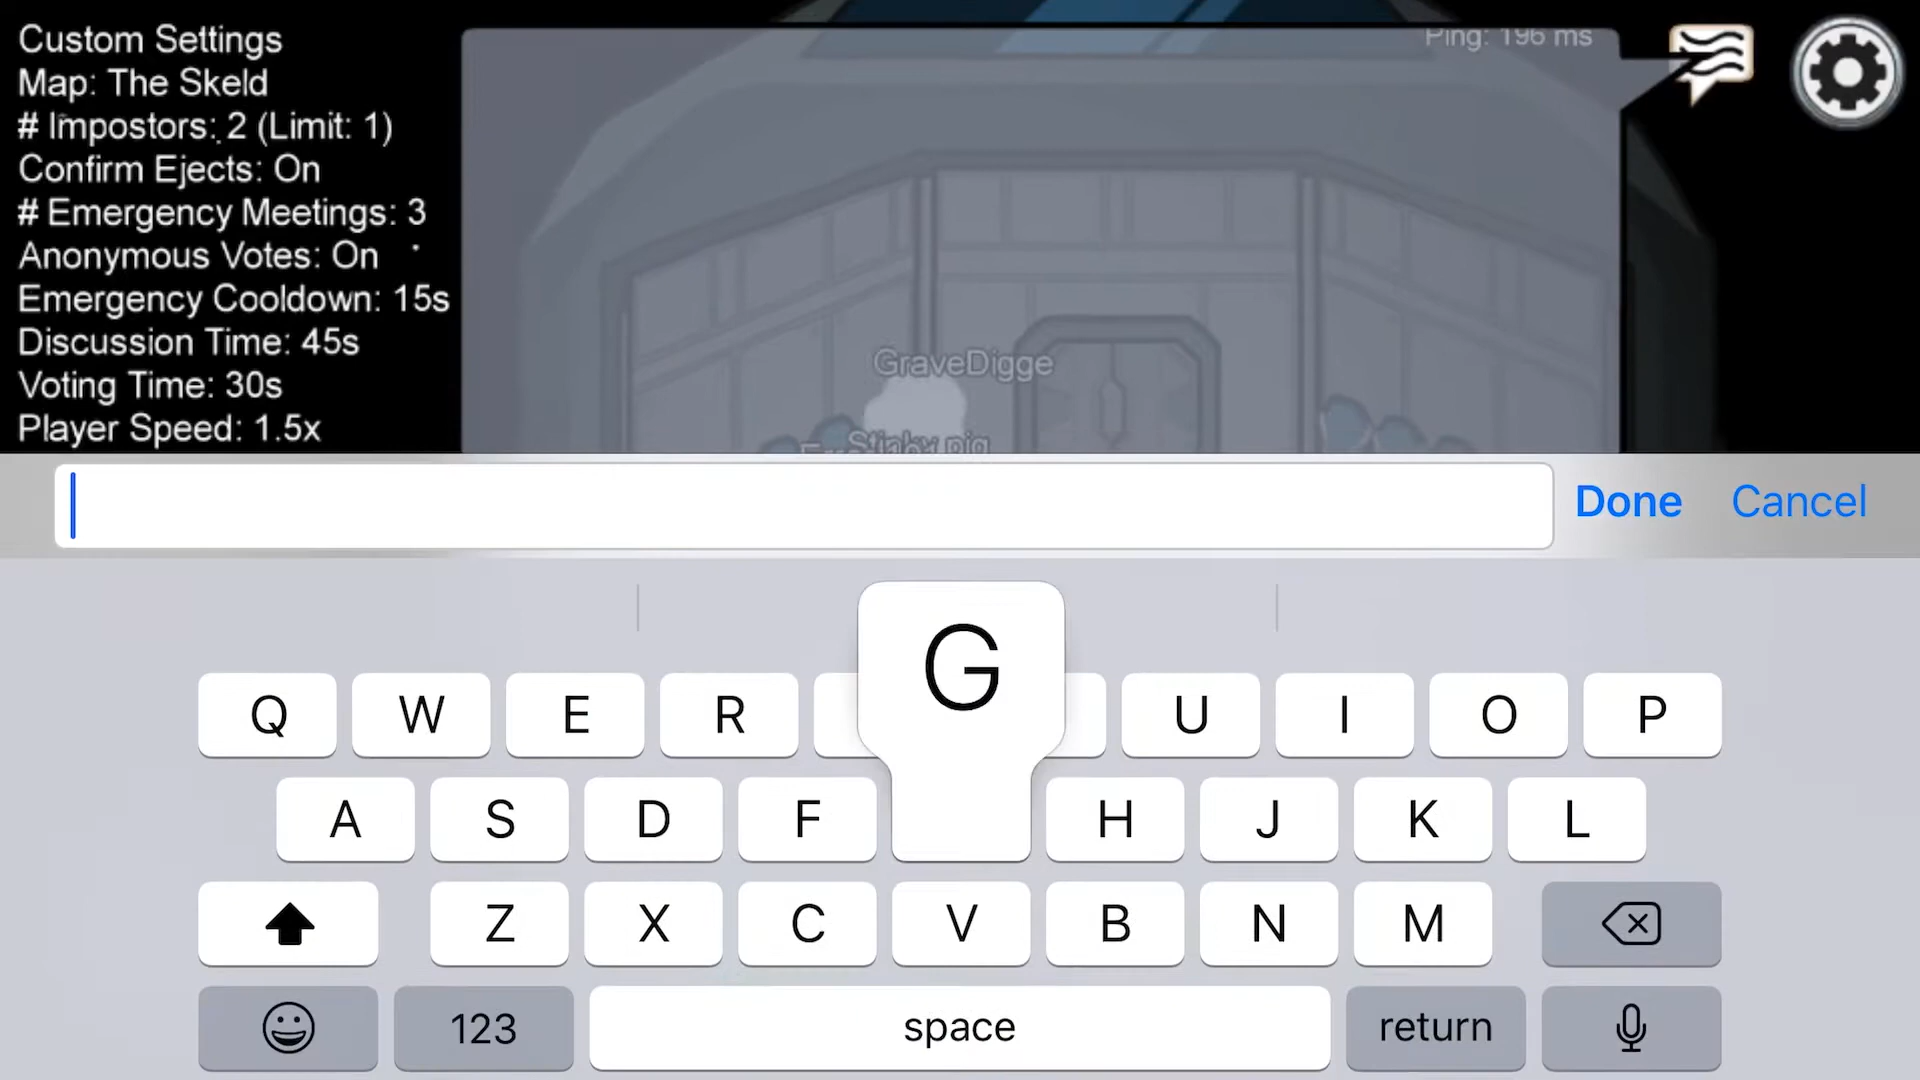 Custom Settings
Map: The Skeld
# Impostors: 2 (Limit: 1)
Confirm Ejects: On
# Emergency Meetings: 3
Anonymous Votes: On
Emergency Cooldown: 15s
Discussion Time: 45s
Voting Time: 30s
Player Speed: 1.5x
Ping: 196 ms
GraveDigge
Stinky pig
Done Cancel
G
Q W E R U I O P
A S D F H J K L
Z X C V B N M
123 space return